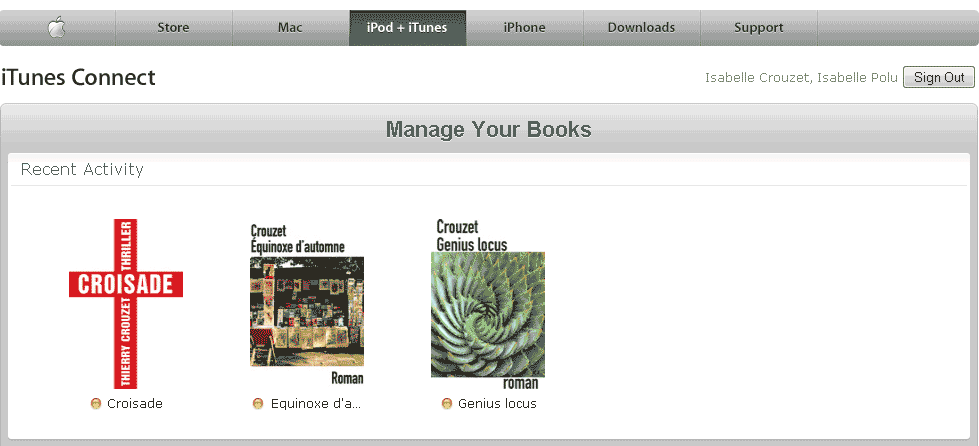 Store Mac iPod + iTunes iPhone Downloads Support
iTunes Connect
Isabelle Crouzet, Isabelle Polu Sign Out
Manage Your Books
Recent Activity
CROISADE
THRILLER
THIERRY CROUZET
Crouzet
Équinoxe d'automne
Roman
Crouzet
Genius locus
roman
Croisade Equinoxe d'a... Genius locus